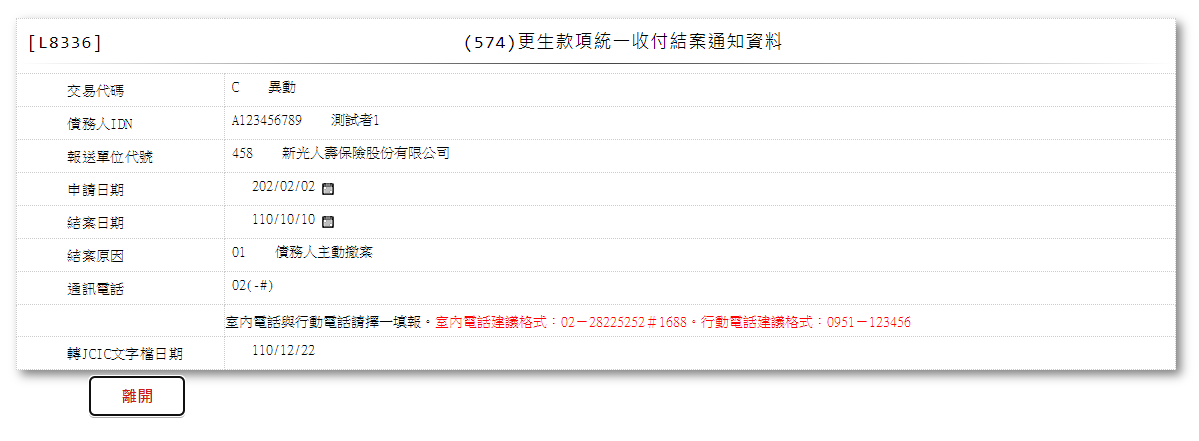 [L8336] (574)更生款項統一收付結案通知資料
交易代碼 C 異動
債務人IDN A123456789 測試者1
報送單位代號 458 新光人壽保險股份有限公司
申請日期 202/02/02
結案日期 110/10/10
結案原因 01 債務人主動撤案
通訊電話 02(-#)
室內電話與行動電話請擇一填報。室內電話建議格式：02－28225252＃1688。行動電話建議格式：0951－123456
轉JCIC文字檔日期 110/12/22
離開